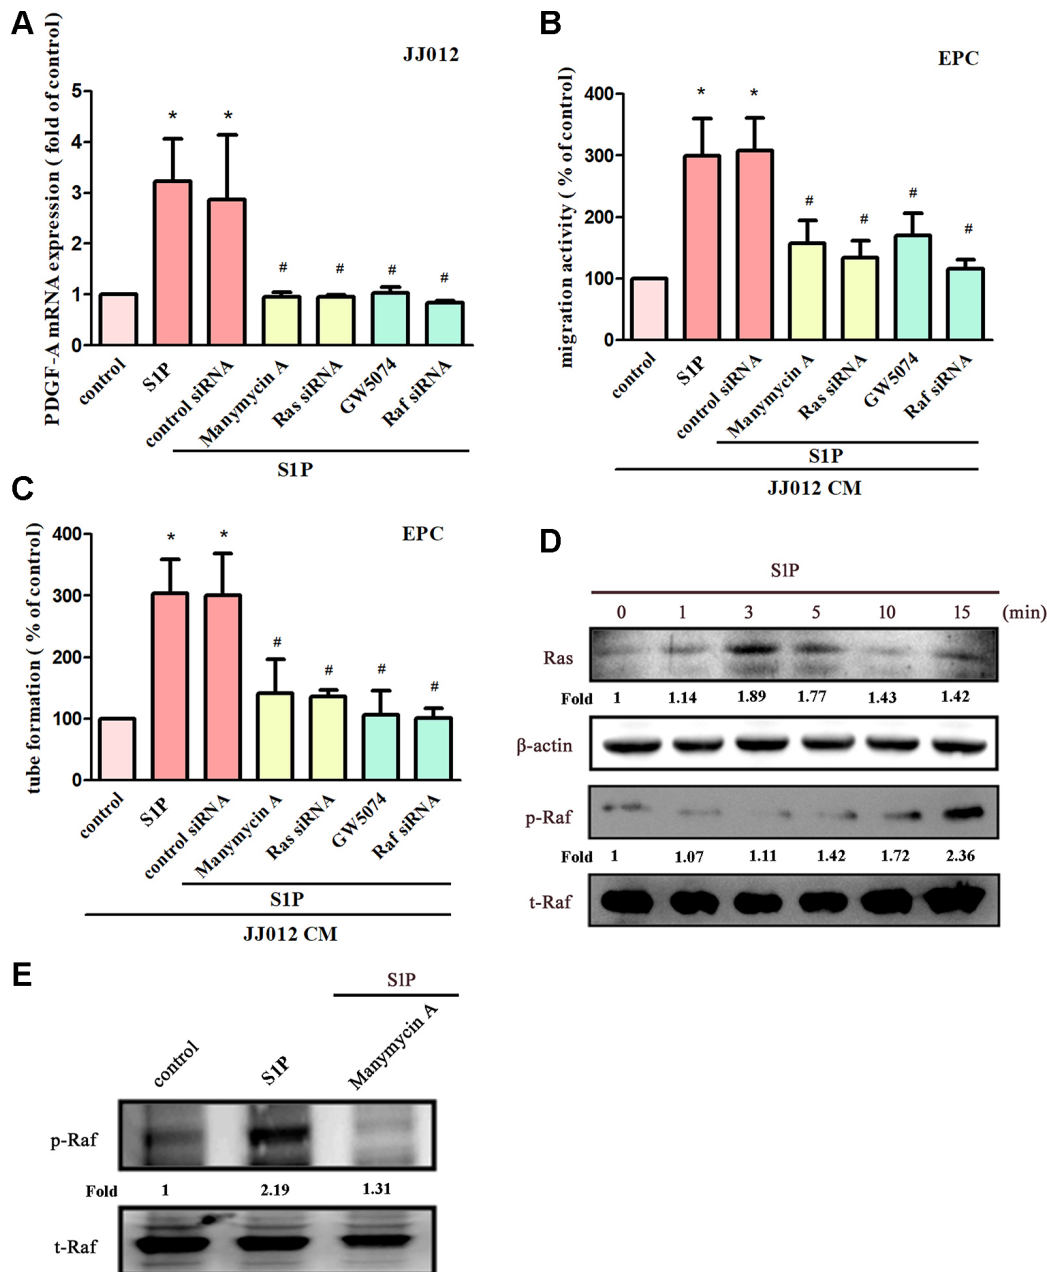 A
JJ012
PDGF-A mRNA expression ( fold of control)
5
4
3
2
1
0
* * # # # #
control S1P control siRNA Manymycin A Ras siRNA GW5074 Raf siRNA
S1P
B
EPC
migration activity ( % of control)
400
300
200
100
0
* * # # # #
control S1P control siRNA Manymycin A Ras siRNA GW5074 Raf siRNA
S1P
JJ012 CM
C
EPC
tube formation ( % of control)
400
300
200
100
0
* * # # # #
control S1P control siRNA Manymycin A Ras siRNA GW5074 Raf siRNA
S1P
JJ012 CM
D
S1P
0 1 3 5 10 15 (min)
Ras
Fold 1 1.14 1.89 1.77 1.43 1.42
β-actin
p-Raf
Fold 1 1.07 1.11 1.42 1.72 2.36
t-Raf
E
S1P
control S1P Manymycin A
p-Raf
Fold 1 2.19 1.31
t-Raf